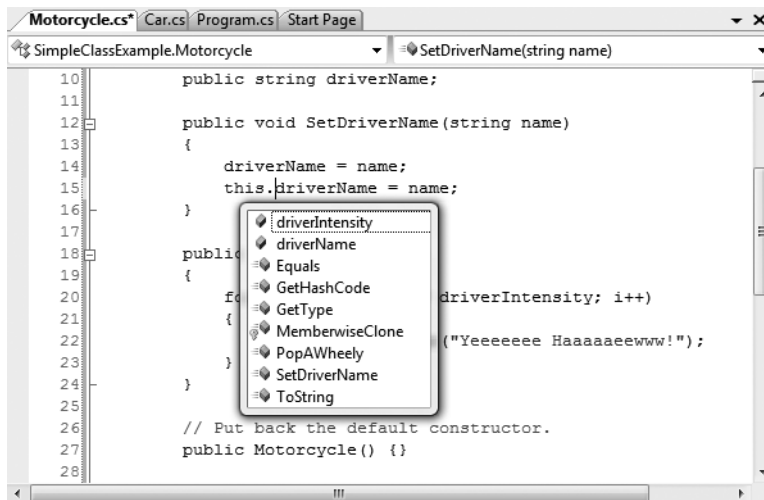 Motorcycle.cs* Car.cs Program.cs Start Page
SimpleClassExample.Motorcycle SetDriverName(string name)
10 public string driverName;
11
12 public void SetDriverName(string name)
13 {
14 driverName = name;
15 this.driverName = name;
16 }
17
18 public
19 {
20 fo driverIntensity; i++)
21 {
22 ("Yeeeeeee Haaaaaeewww!");
23 }
24 }
25
26 // Put back the default constructor.
27 public Motorcycle() {}
28
driverIntensity
driverName
Equals
GetHashCode
GetType
MemberwiseClone
PopAWheely
SetDriverName
ToString